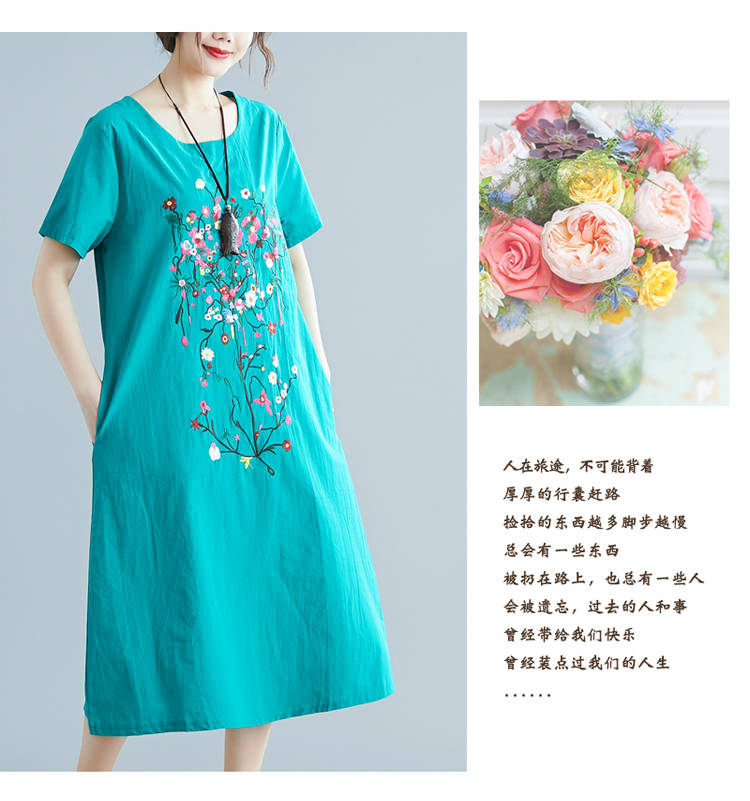 人在旅途，不可能背着
厚厚的行囊赶路
捡拾的东西越多脚步越慢
总会有一些东西
被扔在路上，也总有一些人
会被遗忘，过去的人和事
曾经带给我们快乐
曾经装点过我们的人生
......